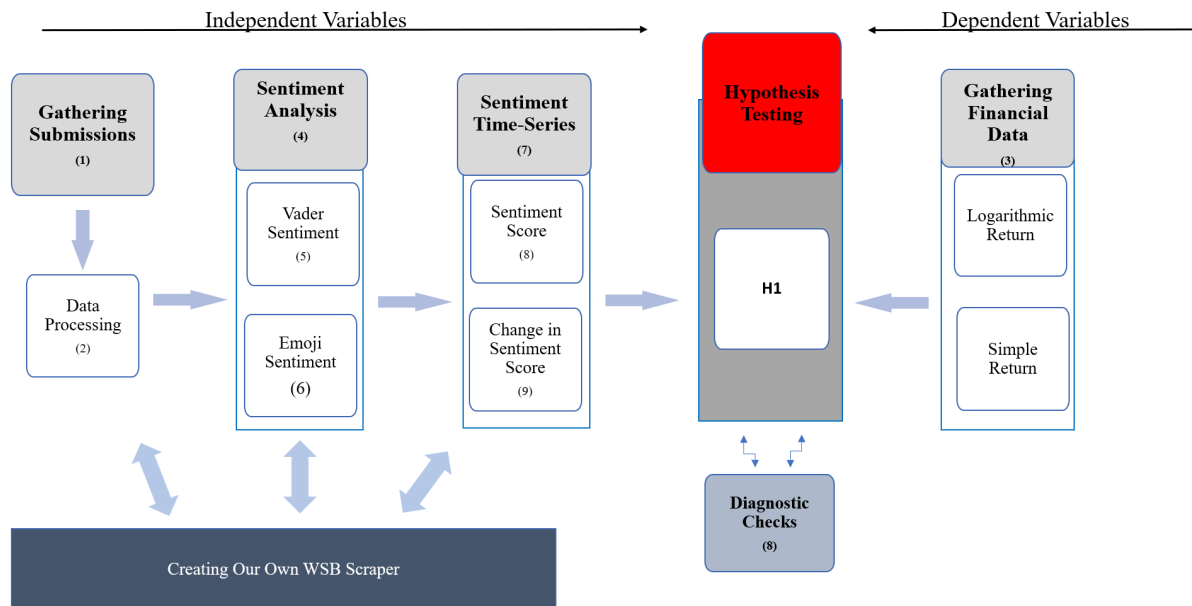 Independent Variables
Dependent Variables
Gathering
Submissions
(1)
Data
Processing
(2)
Sentiment
Analysis
(4)
Vader
Sentiment
(5)
Emoji
Sentiment
(6)
Sentiment
Time-Series
(7)
Sentiment
Score
(8)
Change in
Sentiment
Score
(9)
Hypothesis
Testing
H1
Diagnostic
Checks
(8)
Gathering
Financial
Data
(3)
Logarithmic
Return
Simple
Return
Creating Our Own WSB Scraper